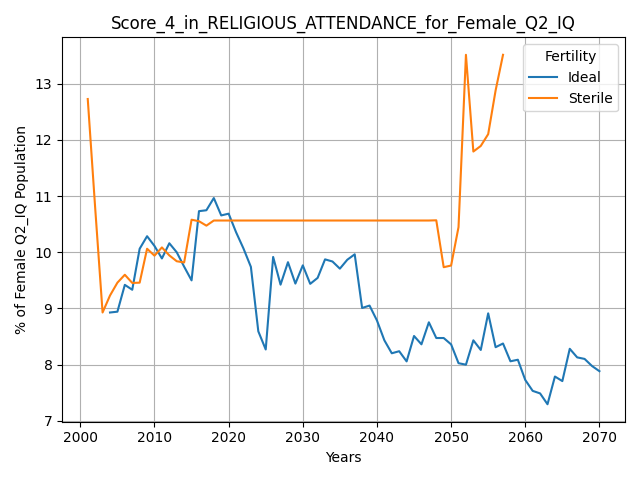 Score_4_in_RELIGIOUS_ATTENDANCE_for_Female_Q2_IQ
Fertility
Ideal
Sterile
% of Female Q2_IQ Population
13
12
11
10
9
8
7
2000 2010 2020 2030 2040 2050 2060 2070
Years